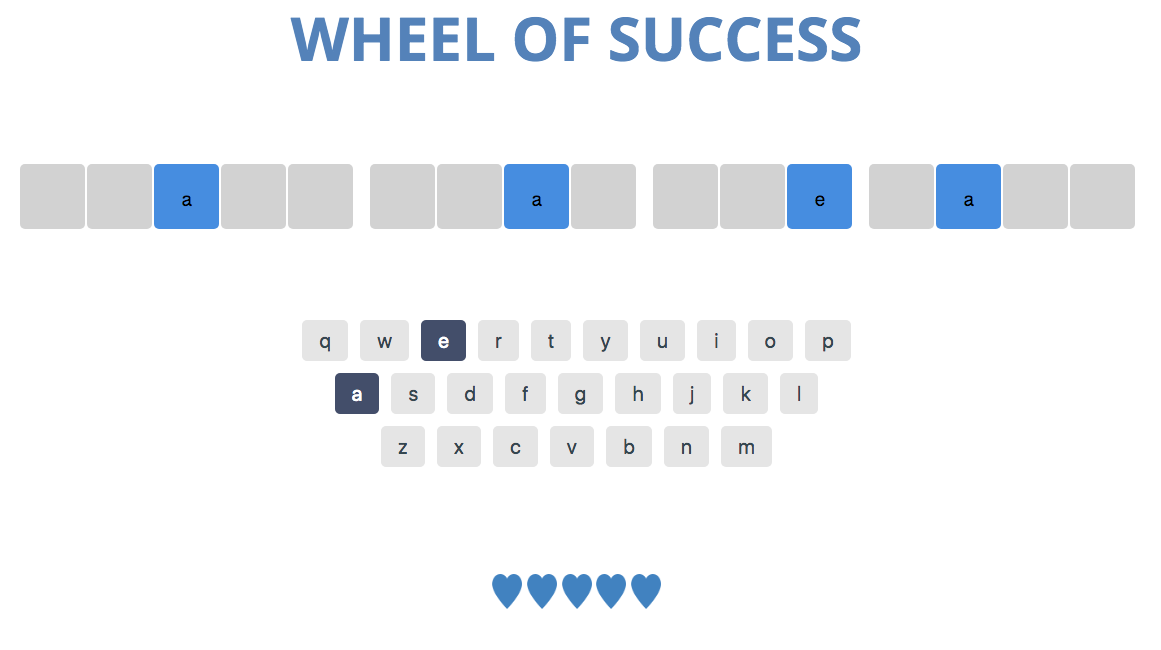 WHEEL OF SUCCESS
a a e a
q w e r t y u i o p
a s d f g h j k l
z x c v b n m